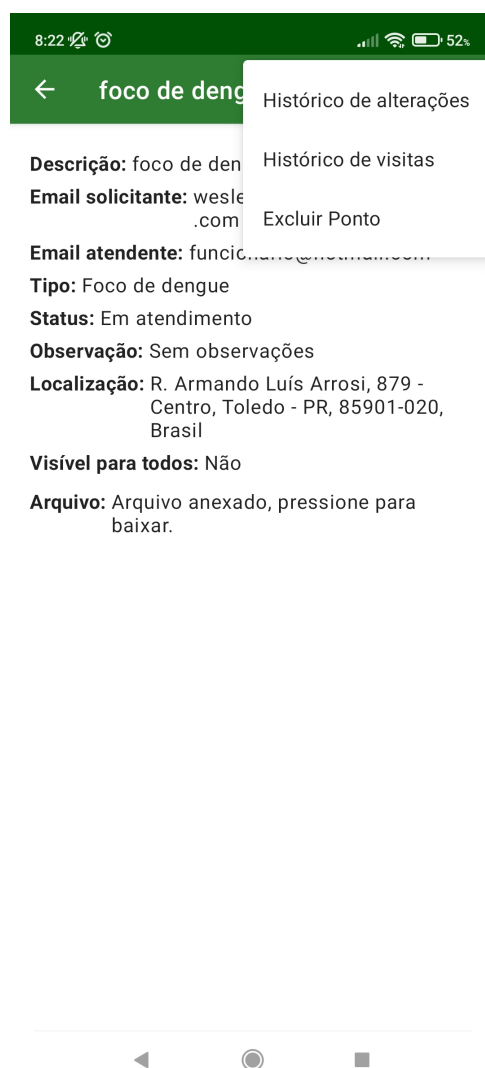 8:22
52%
foco de deng
Histórico de alterações
Histórico de visitas
Excluir Ponto
Descrição: foco de den
Email solicitante: wesle
.com
Email atendente:
Tipo: Foco de dengue
Status: Em atendimento
Observação: Sem observações
Localização: R. Armando Luís Arrosi, 879 -
Centro, Toledo - PR, 85901-020,
Brasil
Visível para todos: Não
Arquivo: Arquivo anexado, pressione para
baixar.